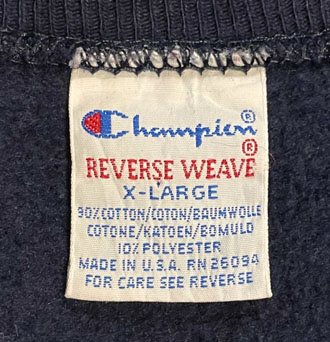 Champion®
®
REVERSE WEAVE
X-LARGE
90% COTTON/COTON/BAUMWOLLE
COTONE/KATOEN/BOMULD
10% POLYESTER
MADE IN U.S.A. RN 26094
FOR CARE SEE REVERSE